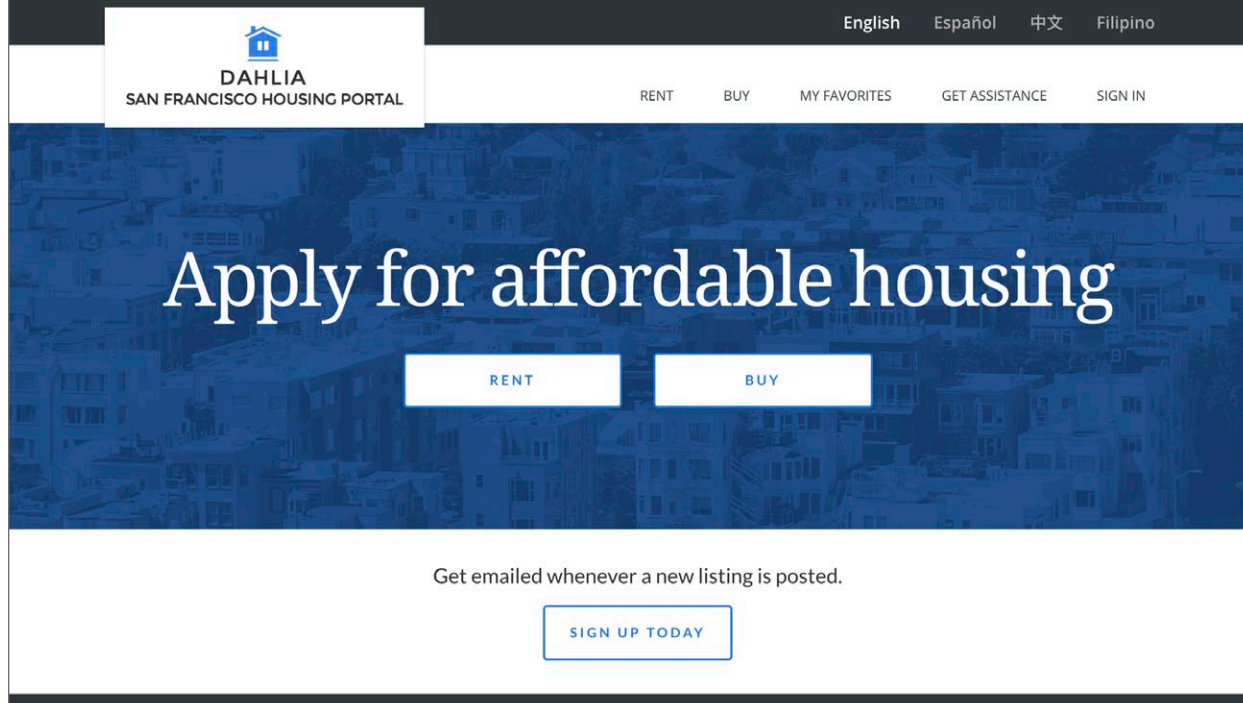 English Español 中文 Filipino
DAHLIA
SAN FRANCISCO HOUSING PORTAL
RENT BUY MY FAVORITES GET ASSISTANCE SIGN IN
Apply for affordable housing
RENT BUY
Get emailed whenever a new listing is posted.
SIGN UP TODAY